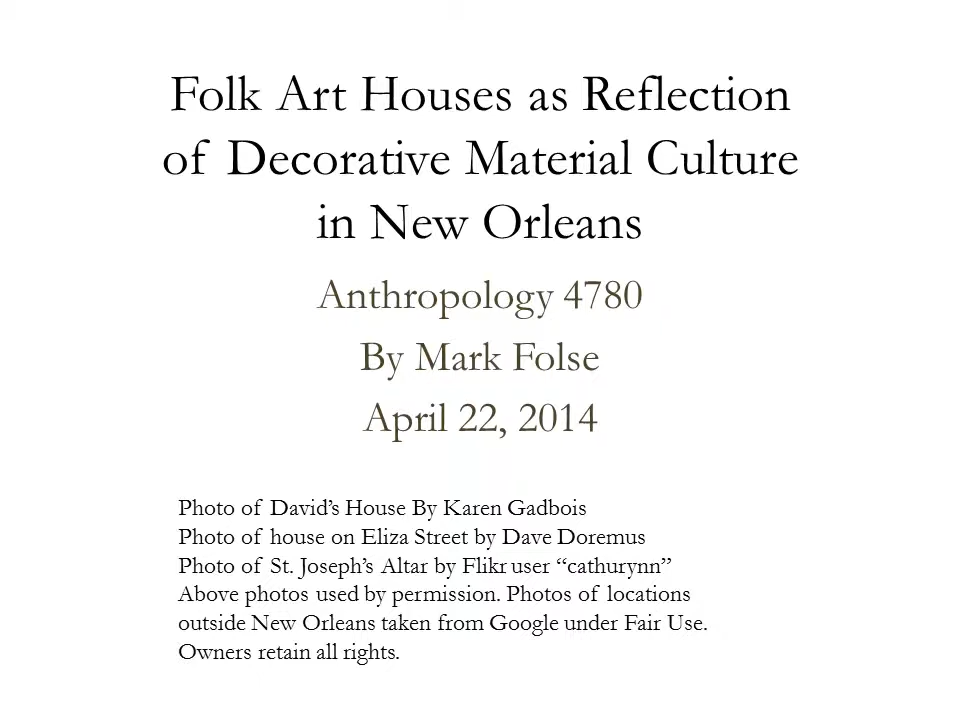 Folk Art Houses as Reflection
of Decorative Material Culture
in New Orleans
Anthropology 4780
By Mark Folse
April 22, 2014
Photo of David’s House By Karen Gadbois
Photo of house on Eliza Street by Dave Doremus
Photo of St. Joseph’s Altar by Flikr user “cathurynn”
Above photos used by permission. Photos of locations
outside New Orleans taken from Google under Fair Use.
Owners retain all rights.